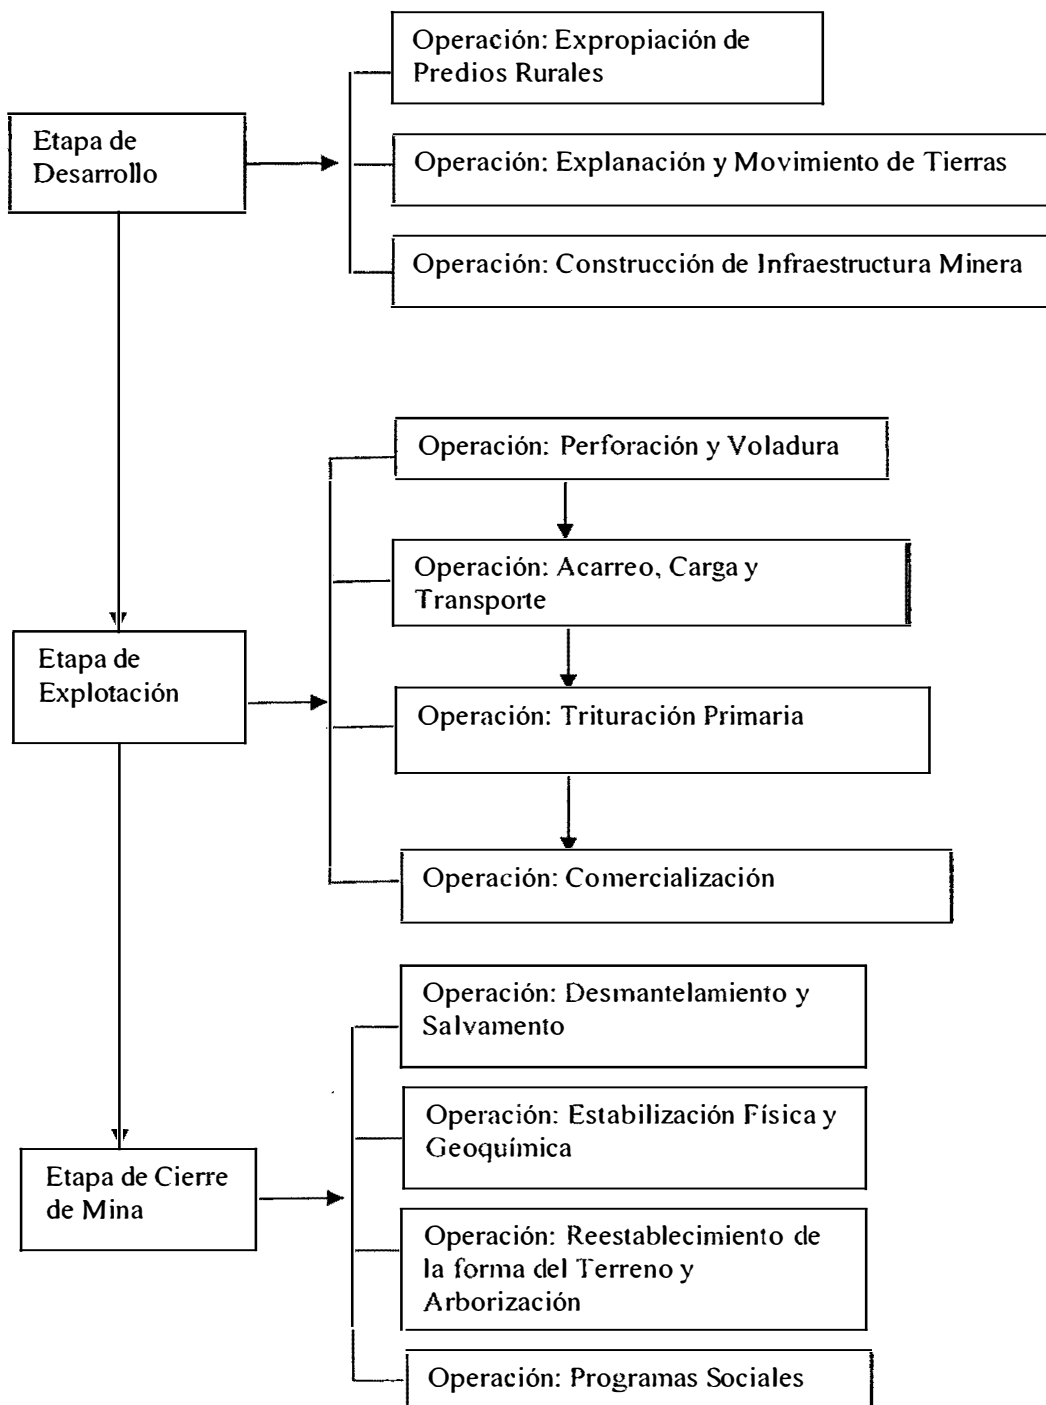 Operación: Expropiación de
Predios Rurales
Etapa de
Desarrollo
Operación: Explanación y Movimiento de Tierras
Operación: Construcción de Infraestructura Minera
Operación: Perforación y Voladura
Operación: Acarreo, Carga y
Transporte
Etapa de
Explotación
Operación: Trituración Primaria
Operación: Comercialización
Operación: Desmantelamiento y
Salvamento
Operación: Estabilización Física y
Geoquímica
Etapa de Cierre
de Mina
Operación: Reestablecimiento de
la forma del Terreno y
Arborización
Operación: Programas Sociales